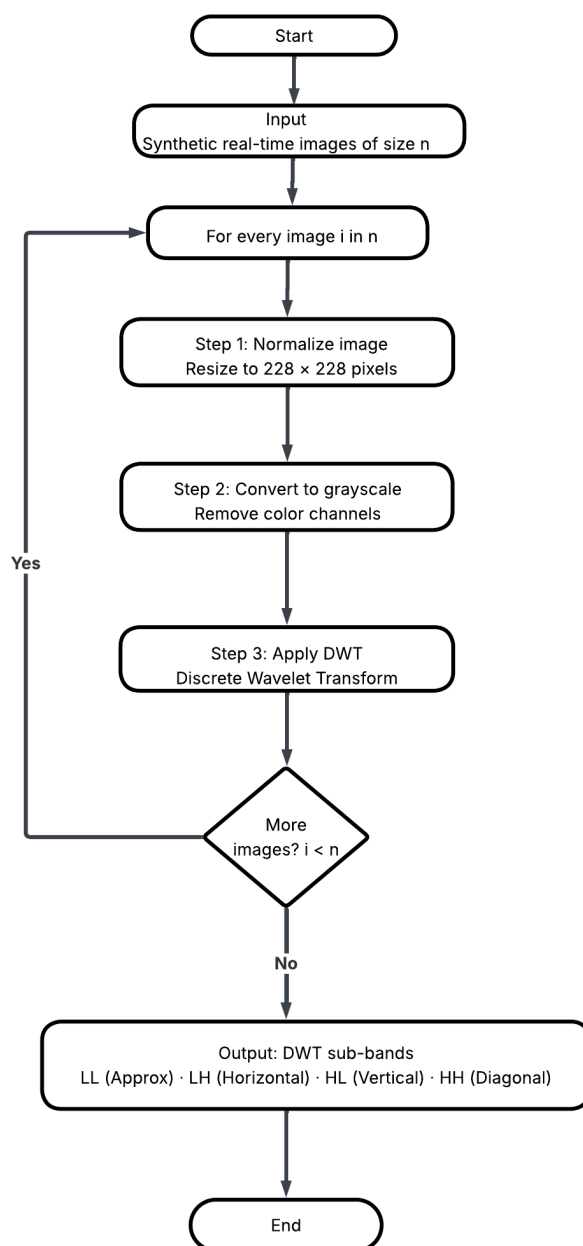 Start
Input
Synthetic real-time images of size n
For every image i in n
Step 1: Normalize image
Resize to 228 × 228 pixels
Step 2: Convert to grayscale
Remove color channels
Yes
Step 3: Apply DWT
Discrete Wavelet Transform
More
images? i < n
No
Output: DWT sub-bands
LL (Approx) · LH (Horizontal) · HL (Vertical) · HH (Diagonal)
End